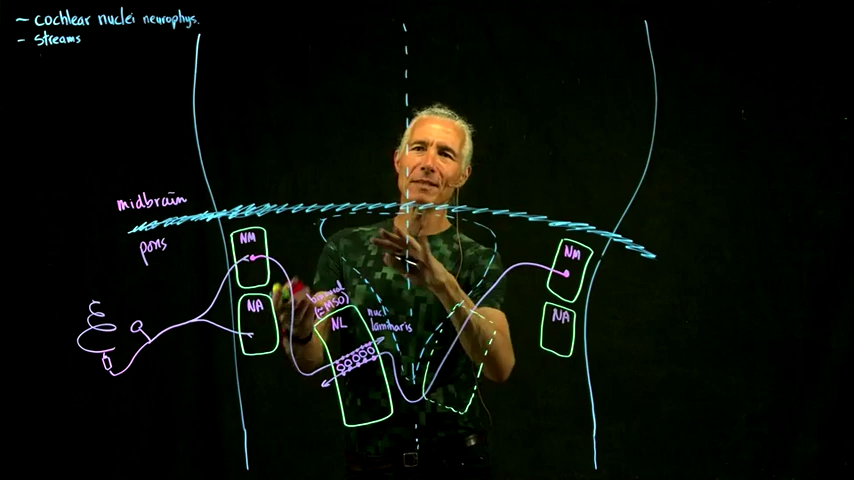 ~ cochlear nuclei neurophys.
- streams
midbrain
pons
NM
NA
binaural
(≈MSO)
NL
nucl
laminaris
NM
NA